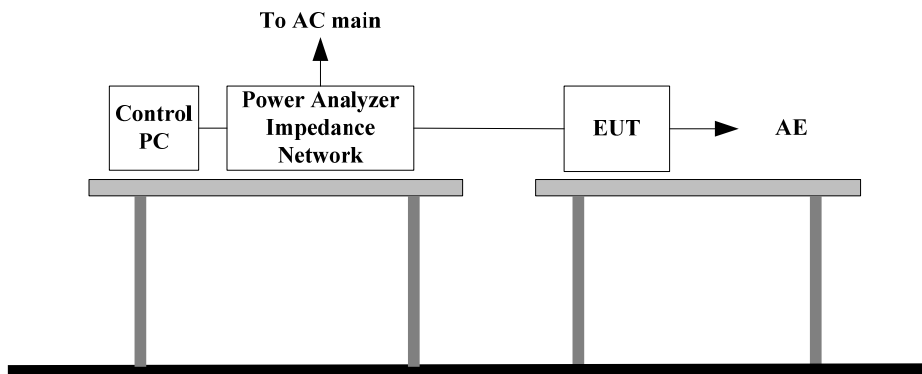 To AC main
Control
PC
Power Analyzer
Impedance
Network
EUT
AE